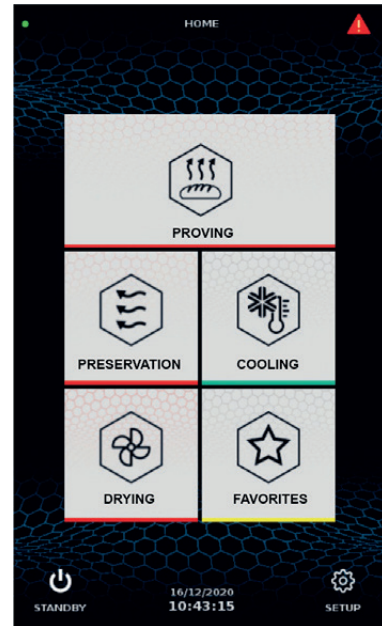 HOME
PROVING
PRESERVATION
COOLING
DRYING
FAVORITES
STANDBY
16/12/2020
10:43:15
SETUP